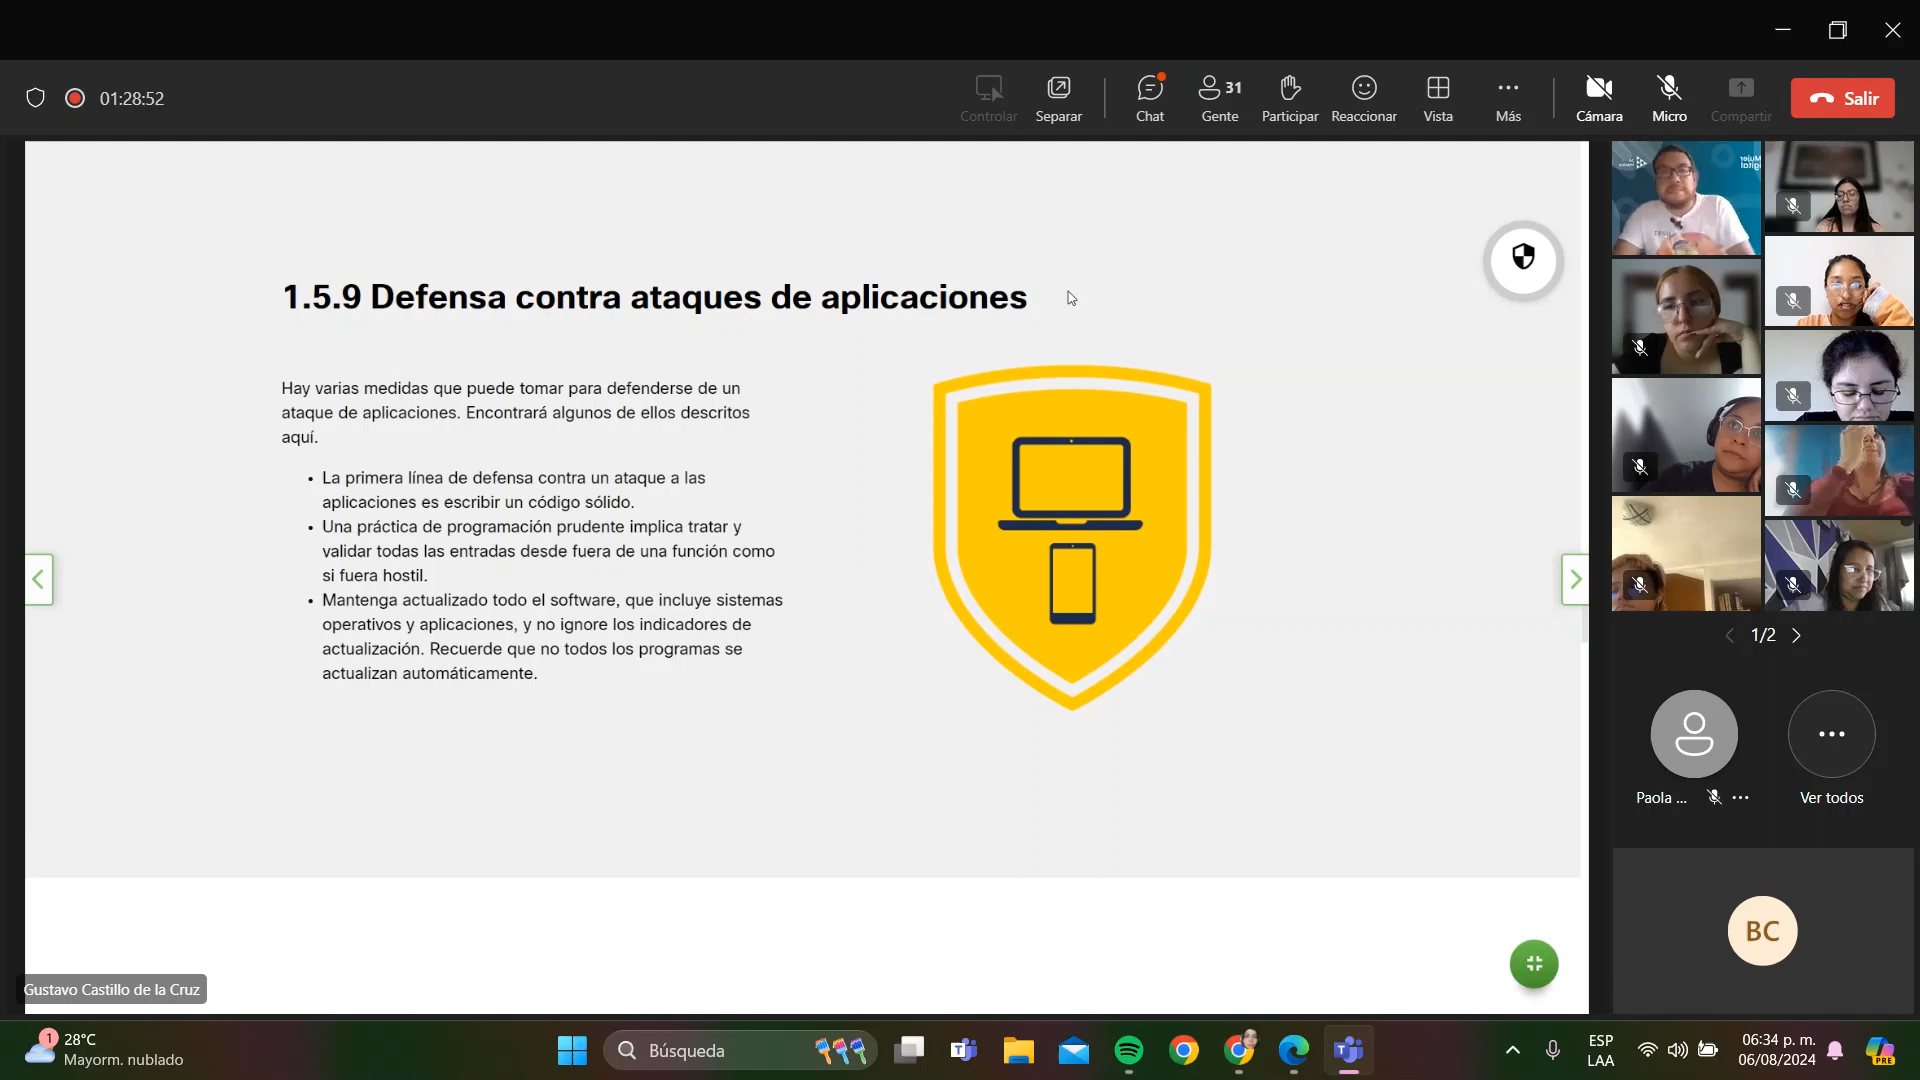 01:28:52
Controlar
Separar
Chat
31
Gente
Participar
Reaccionar
Vista
Más
Cámara
Micro
Compartir
Salir
1.5.9 Defensa contra ataques de aplicaciones
Hay varias medidas que puede tomar para defenderse de un
ataque de aplicaciones. Encontrará algunos de ellos descritos
aquí.
• La primera línea de defensa contra un ataque a las
aplicaciones es escribir un código sólido.
• Una práctica de programación prudente implica tratar y
validar todas las entradas desde fuera de una función como
si fuera hostil.
• Mantenga actualizado todo el software, que incluye sistemas
operativos y aplicaciones, y no ignore los indicadores de
actualización. Recuerde que no todos los programas se
actualizan automáticamente.
1/2
Paola ...
Ver todos
BC
Gustavo Castillo de la Cruz
1
28°C
Mayorm. nublado
Búsqueda
ESP
LAA
06:34 p. m.
06/08/2024
PRE